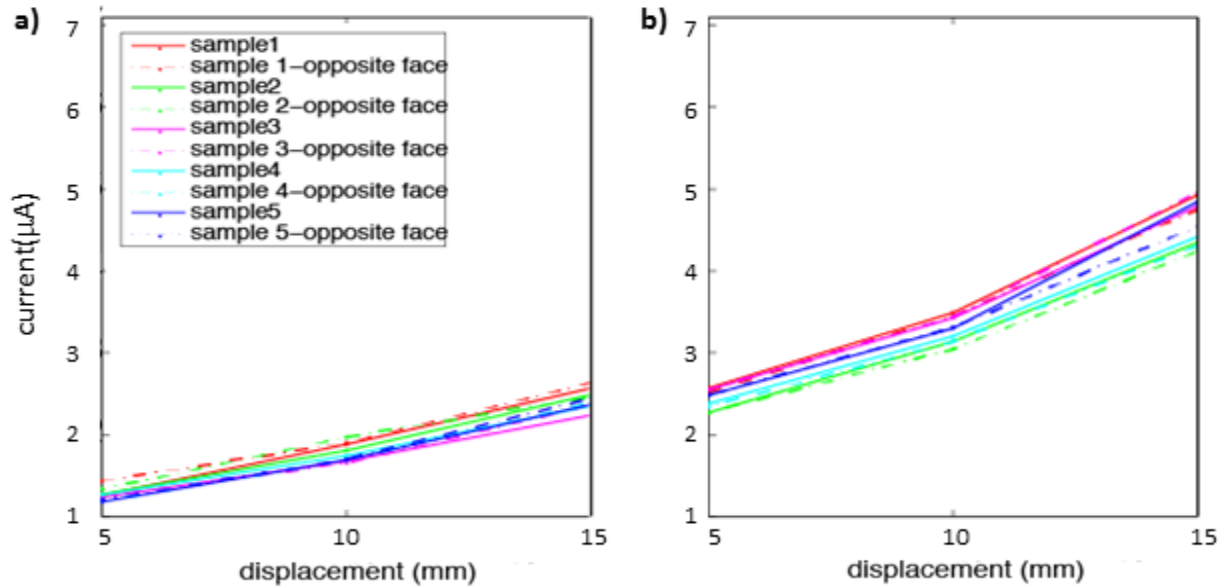 a)
7
6
5
4
3
2
1
current(μA)
sample1
sample 1-opposite face
sample2
sample 2-opposite face
sample3
sample 3-opposite face
sample4
sample 4-opposite face
sample5
sample 5-opposite face
5 10 15
displacement (mm)
b)
7
6
5
4
3
2
1
5 10 15
displacement (mm)